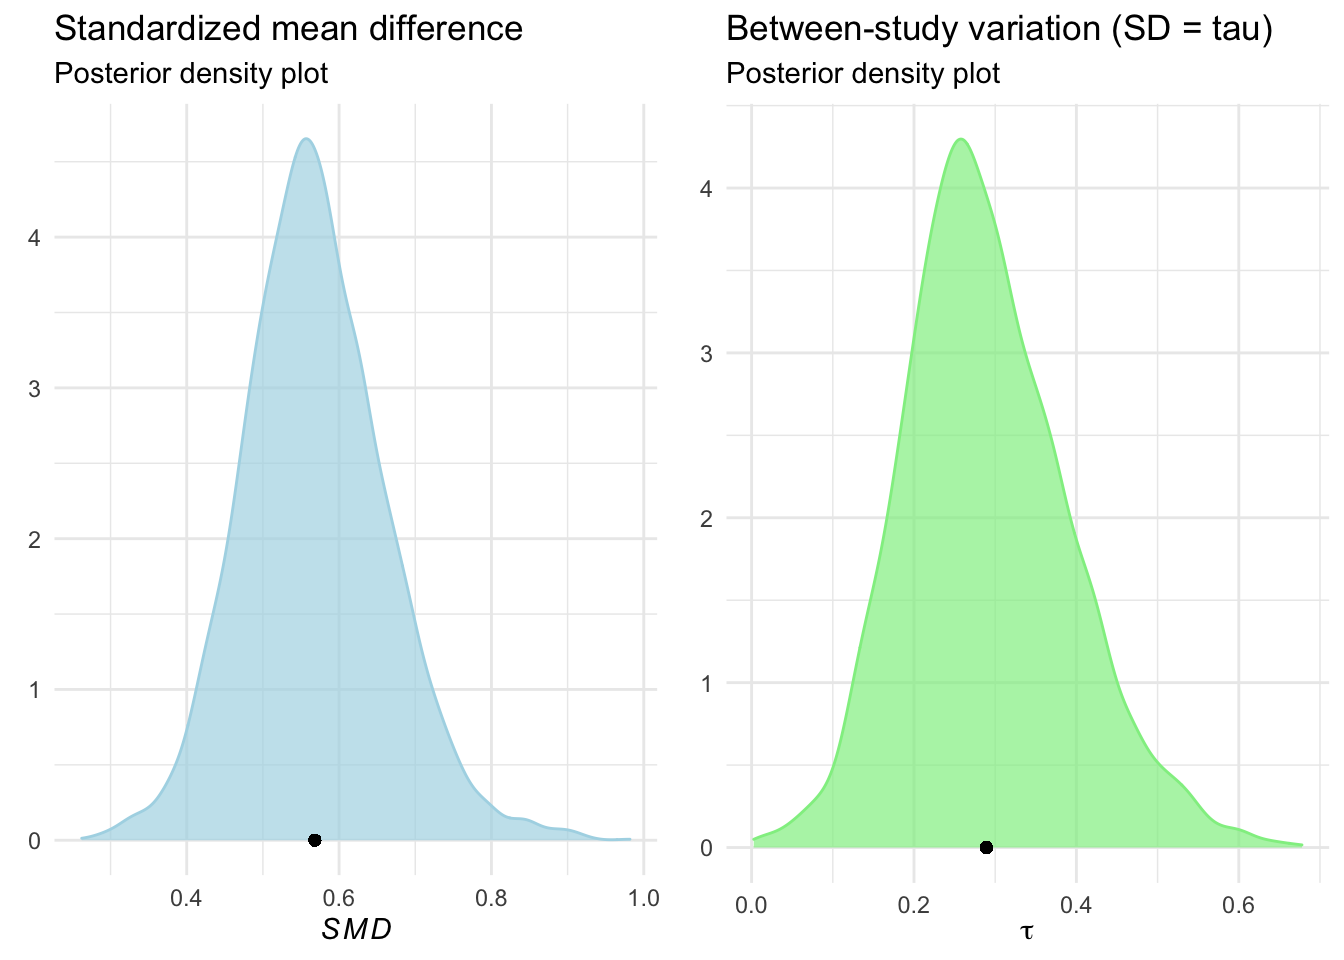 Standardized mean difference
Posterior density plot
4
3
2
1
0
0.4 0.6 0.8 1.0
SMD
Between-study variation (SD = tau)
Posterior density plot
4
3
2
1
0
0.0 0.2 0.4 0.6
τ